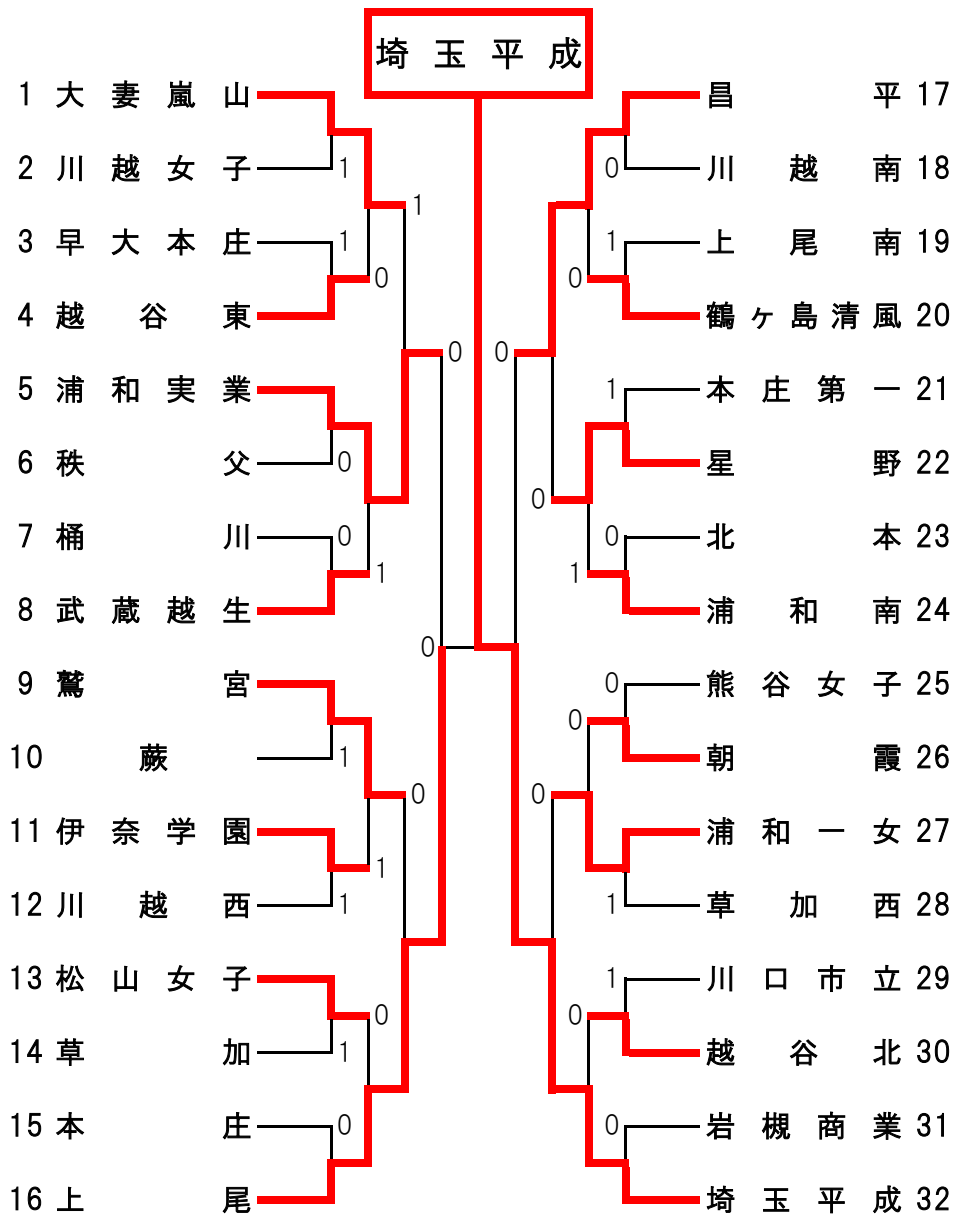 埼玉平成
1 大妻嵐山
2 川越女子
1
1
3 早大本庄
1
0
4 越谷東
0
5 浦和実業
6 秩父
0
7 桶川
0
1
8 武蔵越生
0
9 鷲宮
10 蕨
1
0
11 伊奈学園
1
12 川越西
1
13 松山女子
0
14 草加
1
15 本庄
0
16 上尾
昌平 17
0
川越南 18
1
上尾南 19
0
鶴ヶ島清風 20
0
1
本庄第一 21
星野 22
0
0
北本 23
1
浦和南 24
0
熊谷女子 25
0
朝霞 26
0
浦和一女 27
1
草加西 28
1
川口市立 29
0
越谷北 30
0
岩槻商業 31
埼玉平成 32